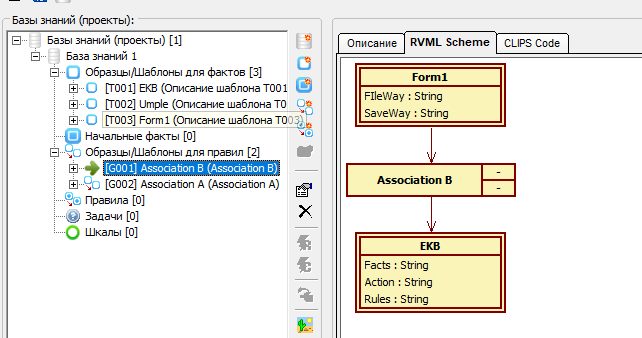 Базы знаний (проекты):
Базы знаний (проекты) [1]
База знаний 1
Образцы/Шаблоны для фактов [3]
[T001] EKB (Описание шаблона T001
[T002] Umple (Описание шаблона T0
[T003] Form1 (Описание шаблона T003)
Начальные факты [0]
Образцы/Шаблоны для правил [2]
[G001] Association B (Association B)
[G002] Association A (Association A)
Правила [0]
Задачи [0]
Шкалы [0]
Описание
RVML Scheme
CLIPS Code
Form1
FIleWay : String
SaveWay : String
Association B
-
-
EKB
Facts : String
Action : String
Rules : String